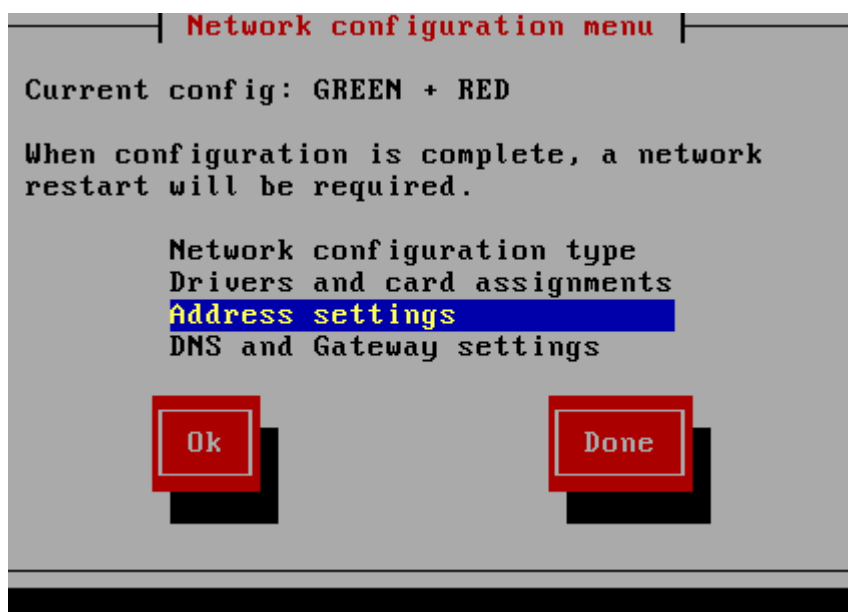 Network configuration menu
Current config: GREEN + RED
When configuration is complete, a network
restart will be required.
Network configuration type
Drivers and card assignments
Address settings
DNS and Gateway settings
Ok Done